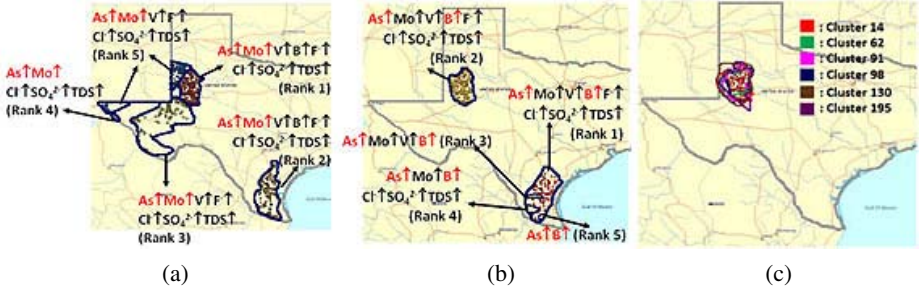 As↑Mo↑V↑F↑
Cl↑SO₄²⁻↑TDS↑
(Rank 5)
As↑Mo↑V↑B↑F↑
Cl↑SO₄²⁻↑TDS↑
(Rank 1)
As↑Mo↑
Cl↑SO₄²⁻↑TDS↑
(Rank 4)
As↑Mo↑V↑B↑F↑
Cl↑SO₄²⁻↑TDS↑
(Rank 2)
As↑Mo↑V↑F↑
Cl↑SO₄²⁻↑TDS↑
(Rank 3)
(a)
As↑Mo↑V↑B↑F↑
Cl↑SO₄²⁻↑TDS↑
(Rank 2)
As↑Mo↑V↑B↑F↑
Cl↑SO₄²⁻↑TDS↑
(Rank 1)
As↑Mo↑V↑B↑ (Rank 3)
As↑Mo↑B↑
Cl↑SO₄²⁻↑TDS↑
(Rank 4)
As↑B↑ (Rank 5)
(b)
: Cluster 14
: Cluster 62
: Cluster 91
: Cluster 98
: Cluster 130
: Cluster 195
(c)